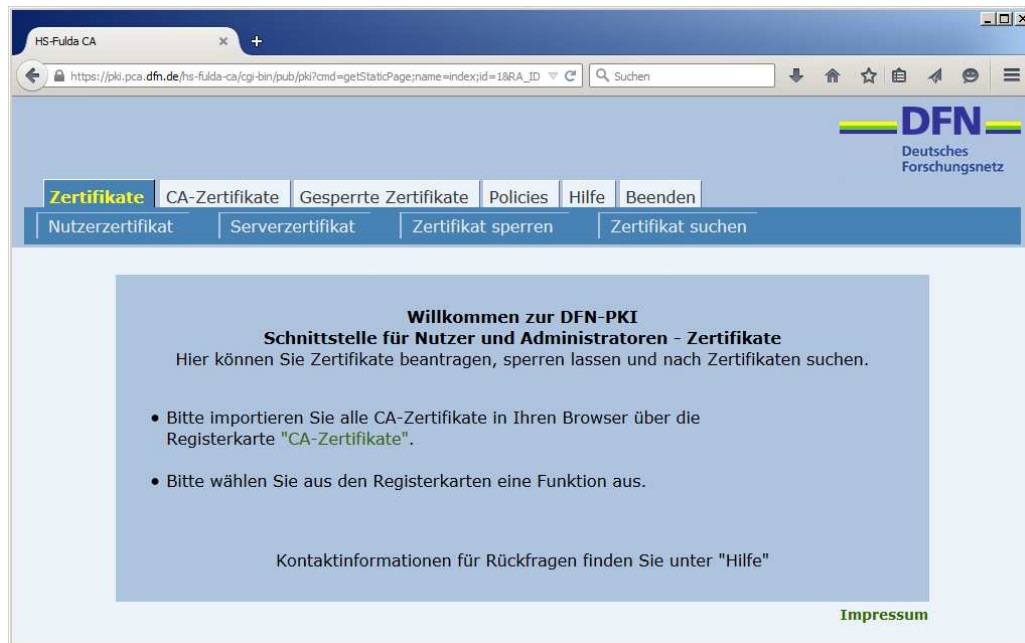 HS-Fulda CA
https://pki.pca.dfn.de/hs-fulda-ca/cgi-bin/pub/pki?cmd=getStaticPage;name=index;id=1&RA_ID
Suchen
DFN
Deutsches
Forschungsnetz
Zertifikate CA-Zertifikate Gesperrte Zertifikate Policies Hilfe Beenden
Nutzerzertifikat Serverzertifikat Zertifikat sperren Zertifikat suchen
Willkommen zur DFN-PKI
Schnittstelle für Nutzer und Administratoren - Zertifikate
Hier können Sie Zertifikate beantragen, sperren lassen und nach Zertifikaten suchen.
• Bitte importieren Sie alle CA-Zertifikate in Ihren Browser über die
Registerkarte "CA-Zertifikate".
• Bitte wählen Sie aus den Registerkarten eine Funktion aus.
Kontaktinformationen für Rückfragen finden Sie unter "Hilfe"
Impressum